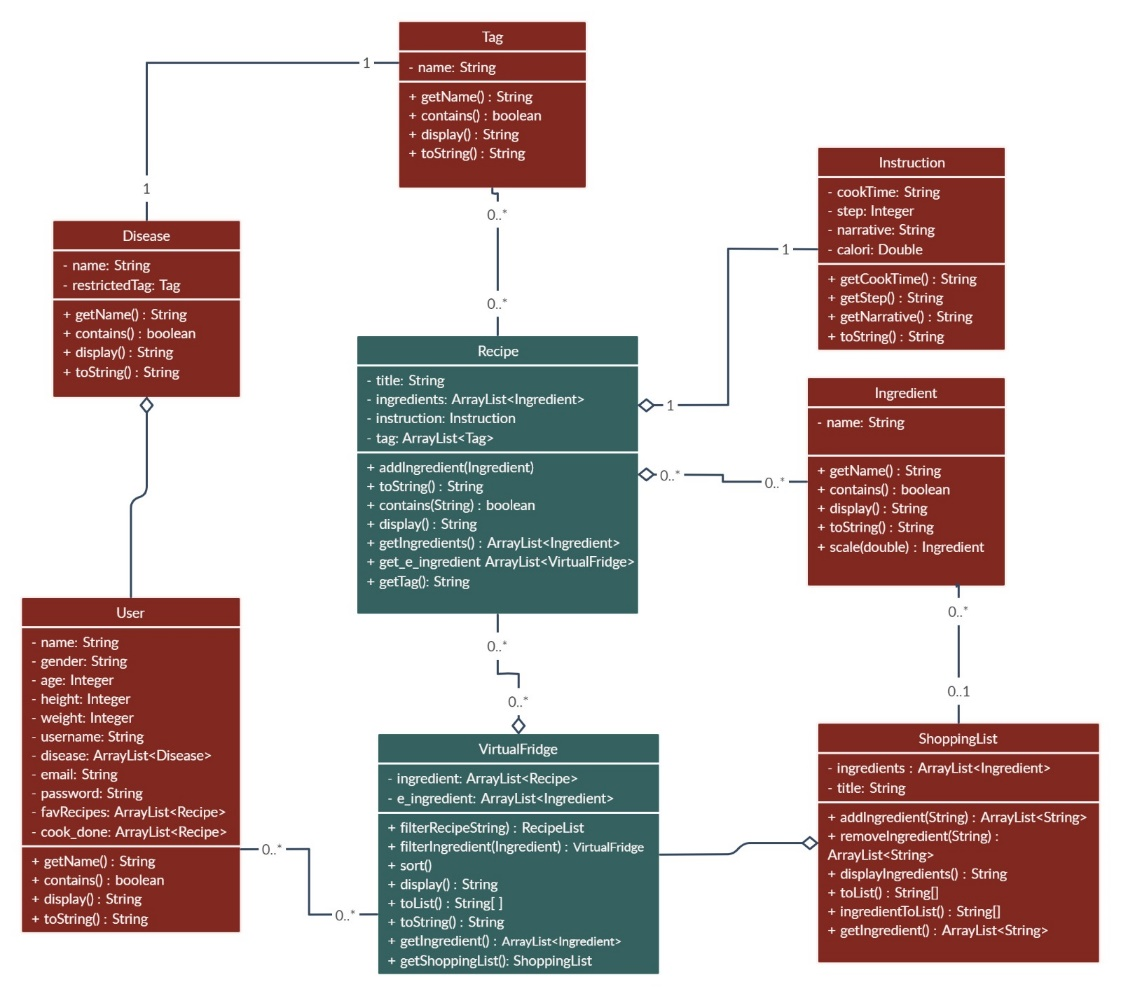 Tag
- name: String
+ getName() : String
+ contains() : boolean
+ display() : String
+ toString() : String
1
1
0..*
0..*
Disease
- name: String
- restrictedTag: Tag
+ getName() : String
+ contains() : boolean
+ display() : String
+ toString() : String
Instruction
- cookTime: String
- step: Integer
- narrative: String
- calori: Double
+ getCookTime() : String
+ getStep() : String
+ getNarrative() : String
+ toString() : String
1
1
Recipe
- title: String
- ingredients: ArrayList<Ingredient>
- instruction: Instruction
- tag: ArrayList<Tag>
+ addIngredient(Ingredient)
+ toString() : String
+ contains(String) : boolean
+ display() : String
+ getIngredients() : ArrayList<Ingredient>
+ get_e_ingredient ArrayList<VirtualFridge>
+ getTag(): String
0..*
0..*
Ingredient
- name: String
+ getName() : String
+ contains() : boolean
+ display() : String
+ toString() : String
+ scale(double) : Ingredient
0..*
0..1
0..*
0..*
User
- name: String
- gender: String
- age: Integer
- height: Integer
- weight: Integer
- username: String
- disease: ArrayList<Disease>
- email: String
- password: String
- favRecipes: ArrayList<Recipe>
- cook_done: ArrayList<Recipe>
+ getName() : String
+ contains() : boolean
+ display() : String
+ toString() : String
0..*
0..*
VirtualFridge
- ingredient: ArrayList<Recipe>
- e_ingredient: ArrayList<Ingredient>
+ filterRecipeString) : RecipeList
+ filterIngredient(Ingredient) : VirtualFridge
+ sort()
+ display() : String
+ toList() : String[ ]
+ toString() : String
+ getIngredient() : ArrayList<Ingredient>
+ getShoppingList(): ShoppingList
ShoppingList
- ingredients : ArrayList<Ingredient>
- title: String
+ addIngredient(String) : ArrayList<String>
+ removeIngredient(String) :
ArrayList<String>
+ displayIngredients() : String
+ toList() : String[]
+ ingredientToList() : String[]
+ getIngredient() : ArrayList<String>